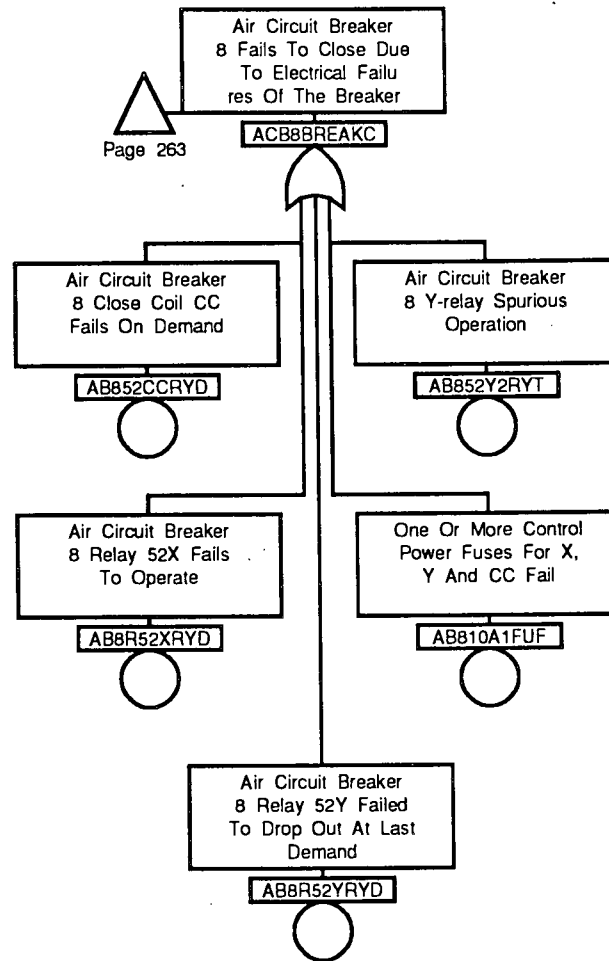 Air Circuit Breaker
8 Fails To Close Due
To Electrical Failu
res Of The Breaker
Page 263
ACB8BREAKC
Air Circuit Breaker
8 Close Coil CC
Fails On Demand
AB852CCRYD
Air Circuit Breaker
8 Y-relay Spurious
Operation
AB852Y2RYT
Air Circuit Breaker
8 Relay 52X Fails
To Operate
AB8R52XRYD
One Or More Control
Power Fuses For X,
Y And CC Fail
AB810A1FUF
Air Circuit Breaker
8 Relay 52Y Failed
To Drop Out At Last
Demand
AB8R52YRYD